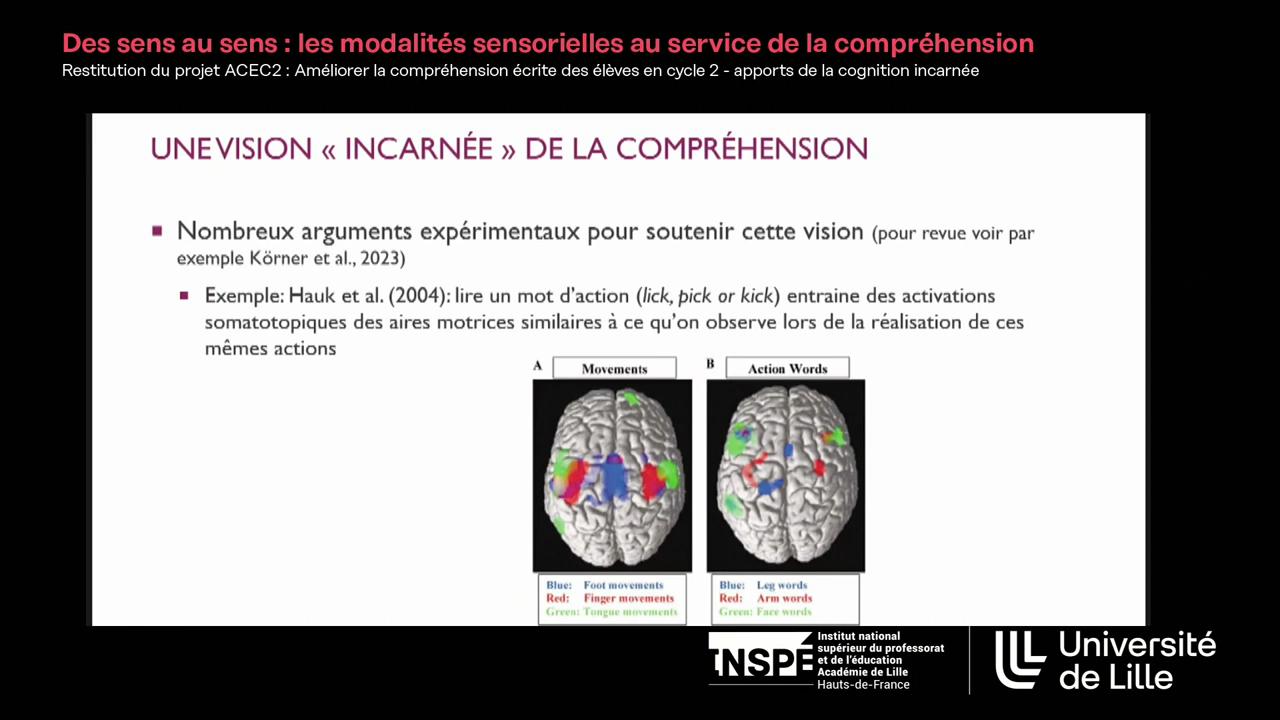 Des sens au sens : les modalités sensorielles au service de la compréhension
Restitution du projet ACEC2 : Améliorer la compréhension écrite des élèves en cycle 2 - apports de la cognition incarnée
UNE VISION « INCARNÉE » DE LA COMPRÉHENSION
Nombreux arguments expérimentaux pour soutenir cette vision (pour revue voir par
exemple Körner et al., 2023)
Exemple: Hauk et al. (2004): lire un mot d'action (lick, pick or kick) entraine des activations
somatotopiques des aires motrices similaires à ce qu'on observe lors de la réalisation de ces
mêmes actions
A Movements
Blue: Foot movements
Red: Finger movements
Green: Tongue movements
B Action Words
Blue: Leg words
Red: Arm words
Green: Face words
INSPÉ
Institut national
supérieur du professorat
et de l'éducation
Académie de Lille
Hauts-de-France
Université
de Lille